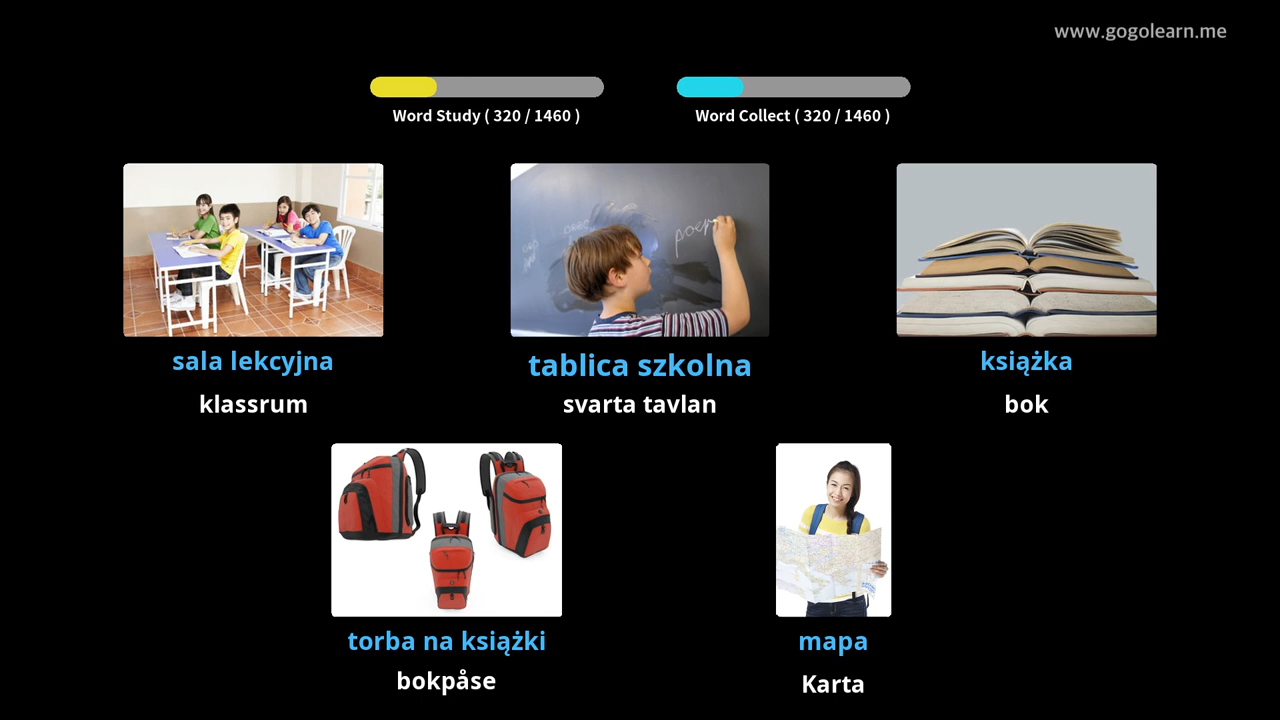 www.gogolearn.me
Word Study ( 320 / 1460 )
Word Collect ( 320 / 1460 )
poer
sala lekcyjna
tablica szkolna
książka
klassrum
svarta tavlan
bok
torba na książki
mapa
bokpåse
Karta